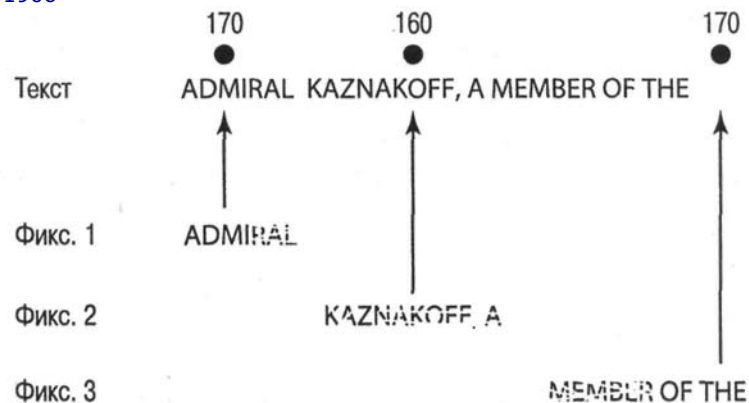 170 160 170
Текст ADMIRAL KAZNAKOFF, A MEMBER OF THE
Фикс. 1 ADMIRAL
Фикс. 2 KAZNAKOFF, A
Фикс. 3 MEMBER OF THE